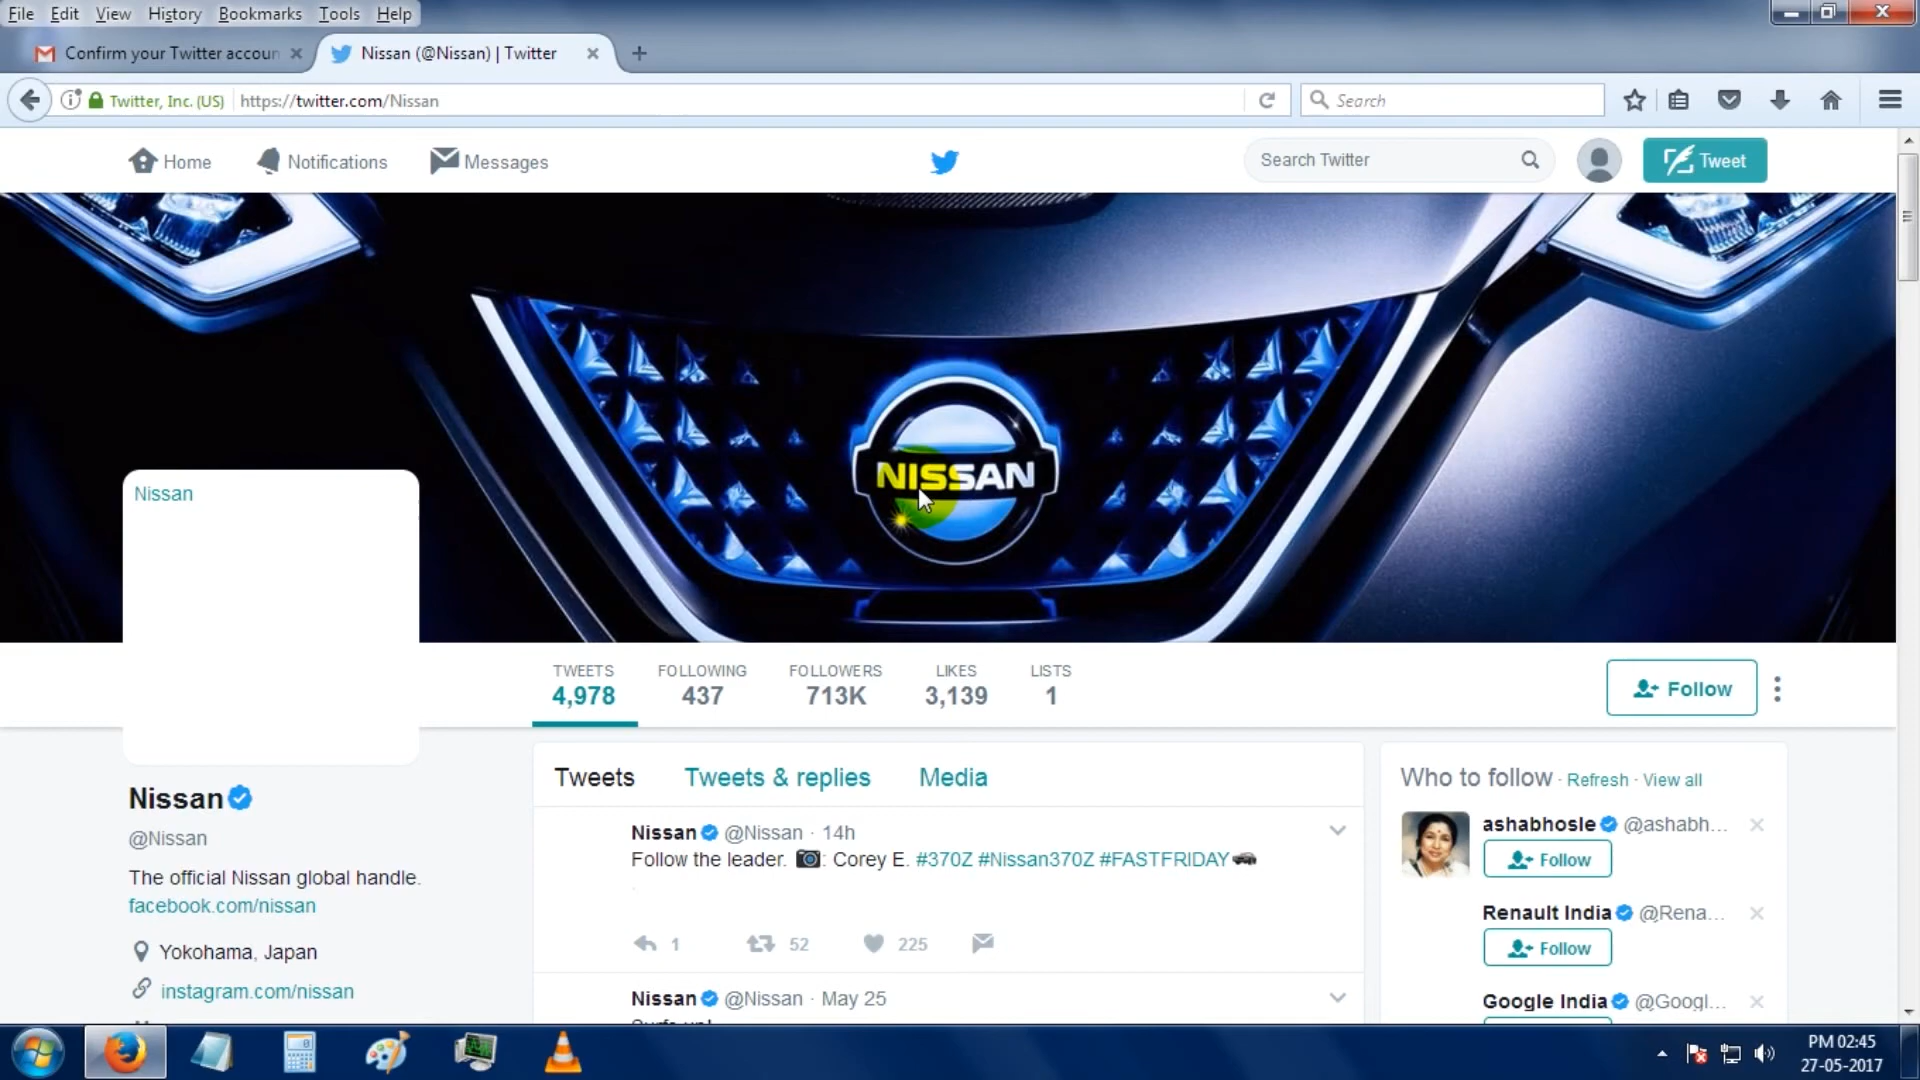 File Edit View History Bookmarks Tools Help
Confirm your Twitter accoun
Nissan (@Nissan) | Twitter
Twitter, Inc. (US) https://twitter.com/Nissan
Search
Home
Notifications
Messages
Search Twitter
Tweet
NISSAN
Nissan
TWEETS
4,978
FOLLOWING
437
FOLLOWERS
713K
LIKES
3,139
LISTS
1
Follow
Nissan
@Nissan
The official Nissan global handle.
facebook.com/nissan
Yokohama, Japan
instagram.com/nissan
Tweets Tweets & replies Media
Nissan @Nissan · 14h
Follow the leader. 📷: Corey E. #370Z #Nissan370Z #FASTFRIDAY
1 52 225
Nissan @Nissan · May 25
Who to follow · Refresh · View all
ashabhosle @ashabh...
Follow
Renault India @Rena...
Follow
Google India @Googl...
PM 02:45
27-05-2017